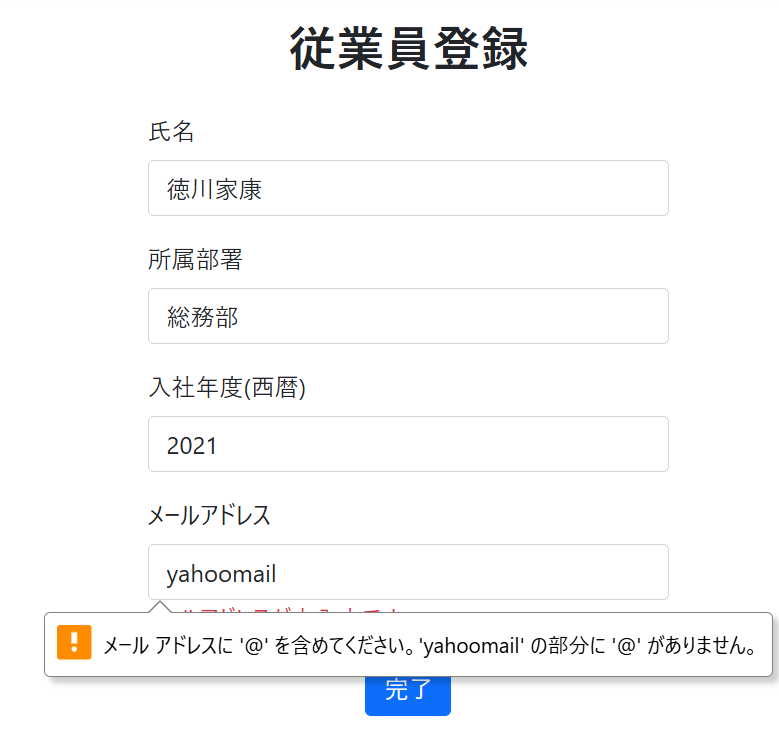 従業員登録
氏名
徳川家康
所属部署
総務部
入社年度(西暦)
2021
メールアドレス
yahoomail
メール アドレスに '@' を含めてください。'yahoomail' の部分に '@' がありません。
完了